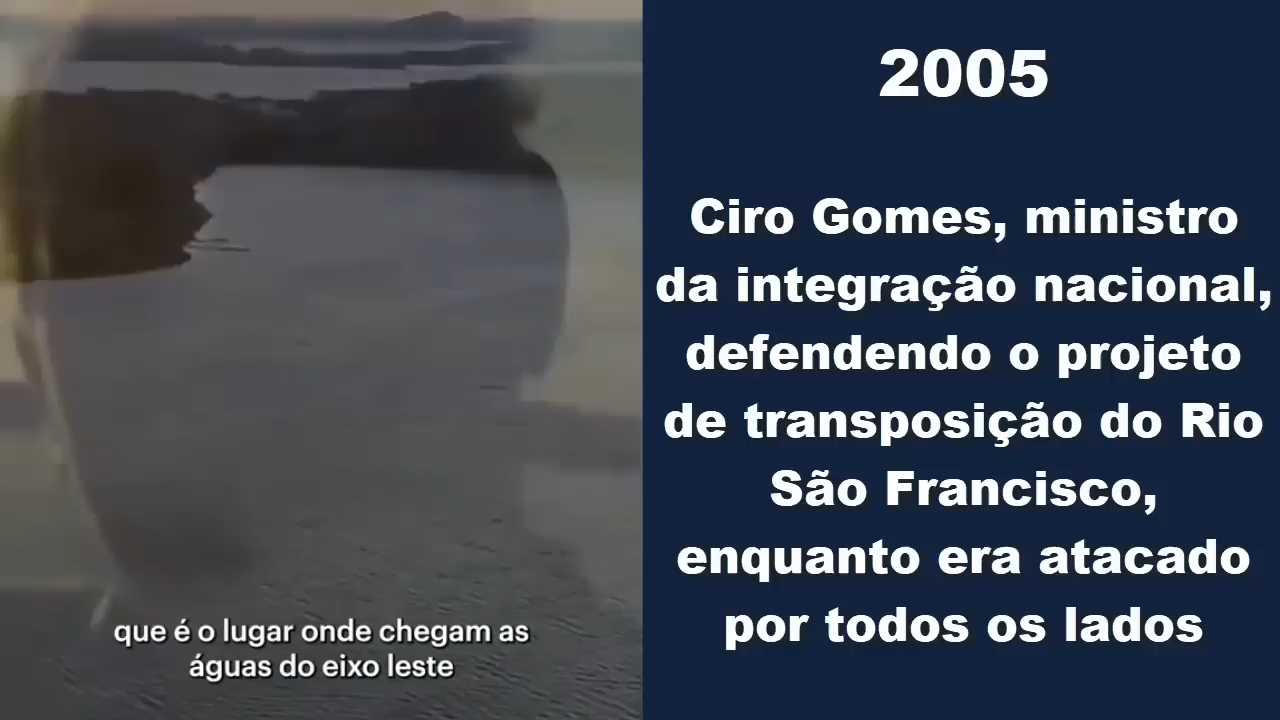 2005
Ciro Gomes, ministro
da integração nacional,
defendendo o projeto
de transposição do Rio
São Francisco,
enquanto era atacado
por todos os lados
que é o lugar onde chegam as
águas do eixo leste